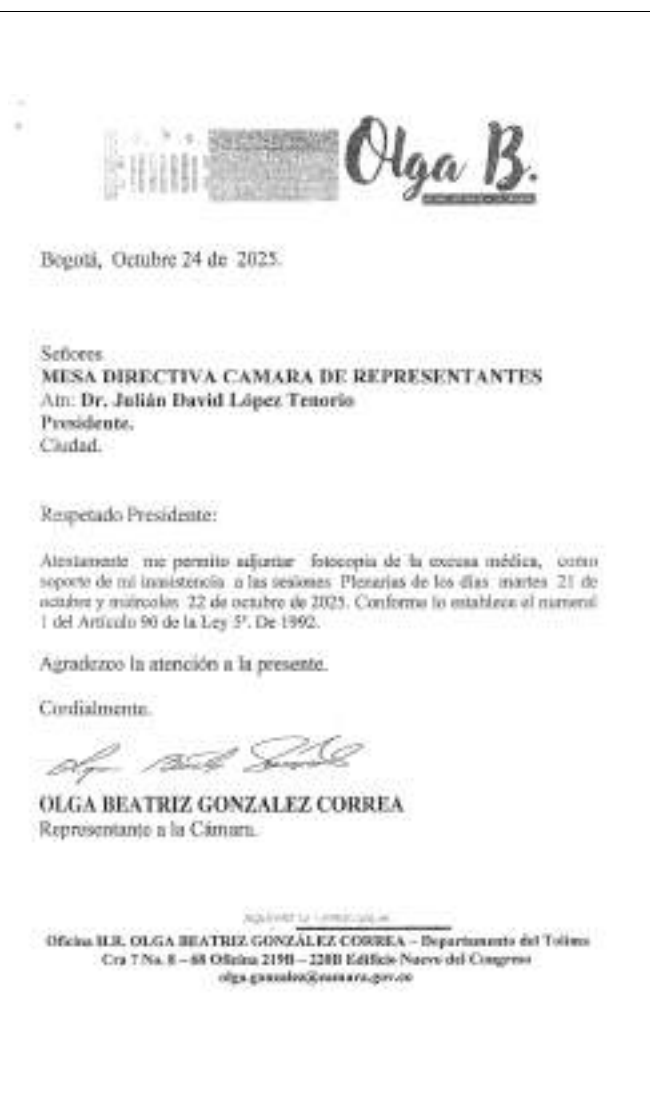 Olga B.
Bogotá, Octubre 24 de 2025.
Señores
MESA DIRECTIVA CAMARA DE REPRESENTANTES
Atn: Dr. Julián David López Tenorio
Presidente.
Ciudad.
Respetado Presidente:
Atentamente me permito adjuntar fotocopia de la excusa médica, como
soporte de mi inasistencia a las sesiones Plenarias de los días martes 21 de
octubre y miércoles 22 de octubre de 2025. Conforme lo establece el numeral
1 del Artículo 90 de la Ley 5ª. De 1992.
Agradezco la atención a la presente.
Cordialmente.
OLGA BEATRIZ GONZALEZ CORREA
Representante a la Cámara.
Oficina H.R. OLGA BEATRIZ GONZÁLEZ CORREA – Departamento del Tolima
Cra 7 No. 8 – 68 Oficina 219B – 220B Edificio Nuevo del Congreso
olga.gonzalez@camara.gov.co